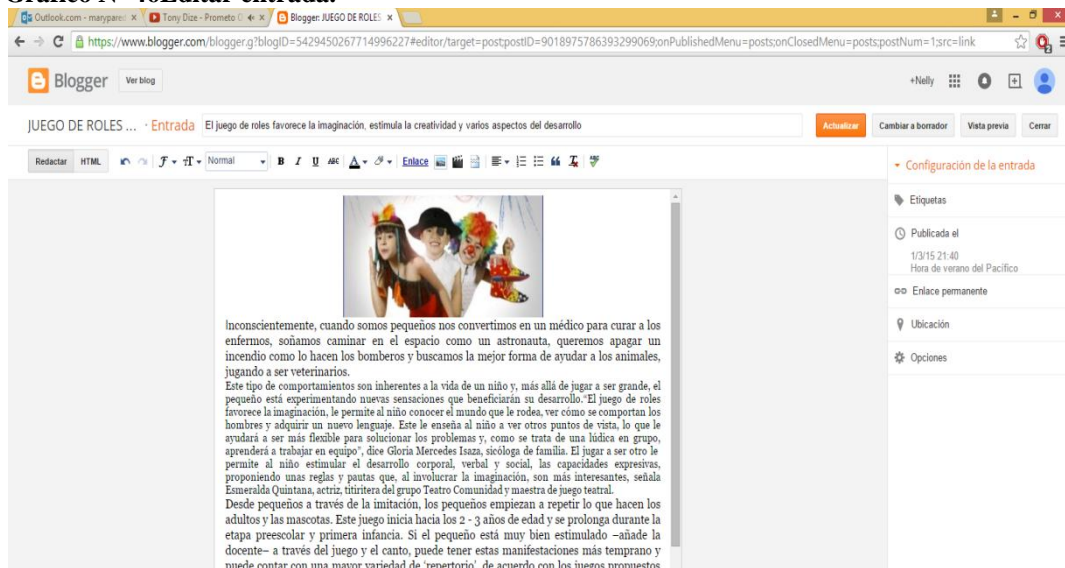 Gráfico N° 40Editar entrada.
Outlook.com - marypared
Tony Dize - Prometo
Blogger: JUEGO DE ROLES
https://www.blogger.com/blogger.g?blogID=5429450267714996227#editor/target=post;postID=9018975786393299069;onPublishedMenu=posts;onClosedMenu=posts;postNum=1;src=link
Blogger
Ver blog
+Nelly
JUEGO DE ROLES ... · Entrada
El juego de roles favorece la imaginación, estimula la creatividad y varios aspectos del desarrollo
Actualizar
Cambiar a borrador
Vista previa
Cerrar
Redactar HTML Normal B I U ABC A Enlace
Configuración de la entrada
Etiquetas
Publicada el
1/3/15 21:40
Hora de verano del Pacífico
Enlace permanente
Ubicación
Opciones
Inconscientemente, cuando somos pequeños nos convertimos en un médico para curar a los
enfermos, soñamos caminar en el espacio como un astronauta, queremos apagar un
incendio como lo hacen los bomberos y buscamos la mejor forma de ayudar a los animales,
jugando a ser veterinarios.
Este tipo de comportamientos son inherentes a la vida de un niño y, más allá de jugar a ser grande, el
pequeño está experimentando nuevas sensaciones que beneficiarán su desarrollo.“El juego de roles
favorece la imaginación, le permite al niño conocer el mundo que le rodea, ver cómo se comportan los
hombres y adquirir un nuevo lenguaje. Este le enseña al niño a ver otros puntos de vista, lo que le
ayudará a ser más flexible para solucionar los problemas y, como se trata de una lúdica en grupo,
aprenderá a trabajar en equipo”, dice Gloria Mercedes Isaza, sicóloga de familia. El jugar a ser otro le
permite al niño estimular el desarrollo corporal, verbal y social, las capacidades expresivas,
proponiendo unas reglas y pautas que, al involucrar la imaginación, son más interesantes, señala
Esmeralda Quintana, actriz, titiritera del grupo Teatro Comunidad y maestra de juego teatral.
Desde pequeños a través de la imitación, los pequeños empiezan a repetir lo que hacen los
adultos y las mascotas. Este juego inicia hacia los 2 - 3 años de edad y se prolonga durante la
etapa preescolar y primera infancia. Si el pequeño está muy bien estimulado –añade la
docente– a través del juego y el canto, puede tener estas manifestaciones más temprano y
puede contar con una mayor variedad de ‘repertorio’, de acuerdo con los juegos propuestos